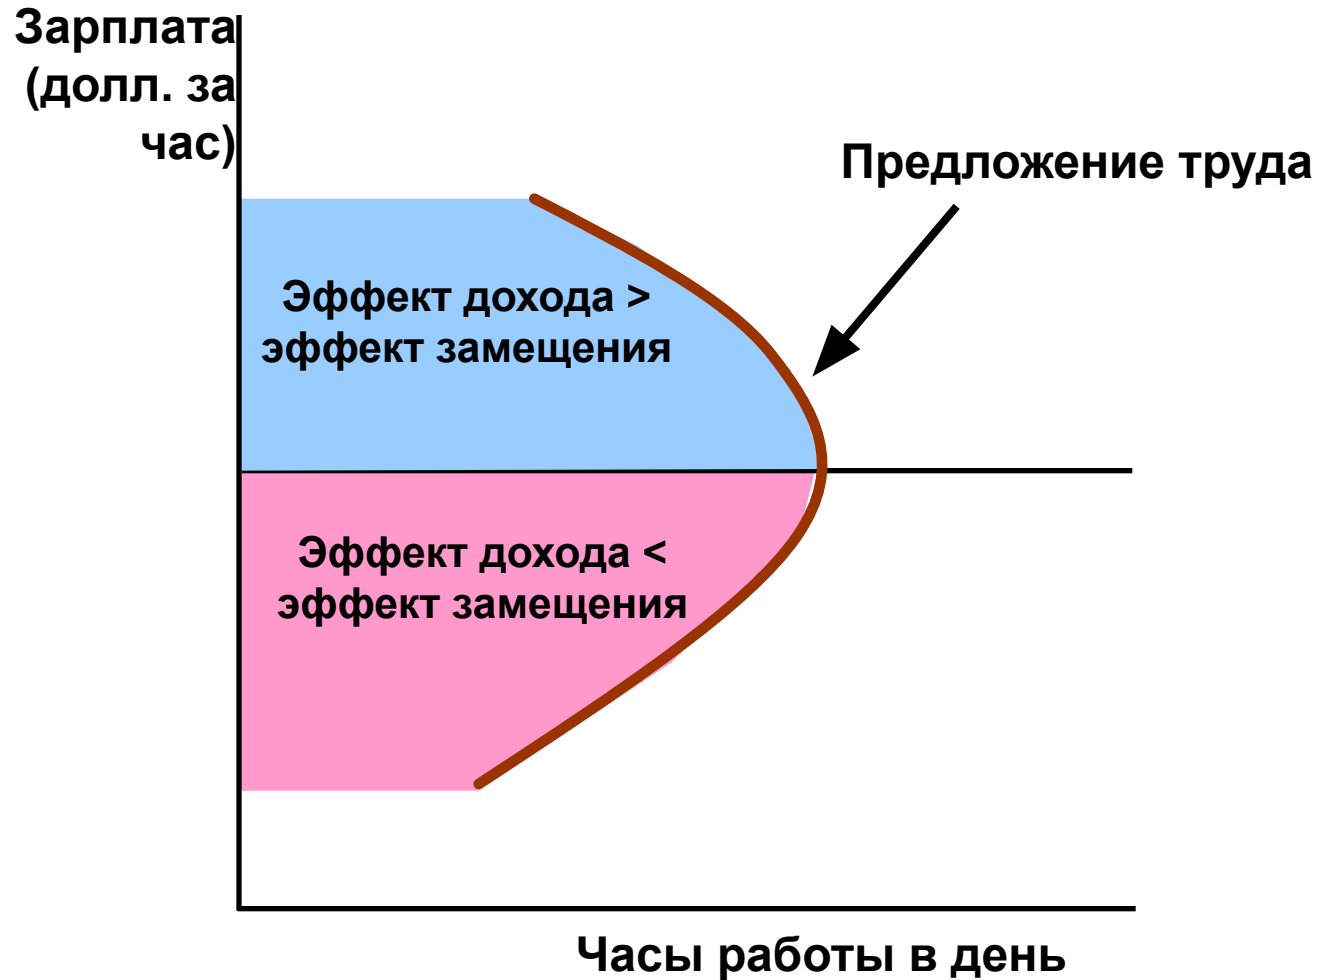 Зарплата
(долл. за
час)
Предложение труда
Эффект дохода >
эффект замещения
Эффект дохода <
эффект замещения
Часы работы в день